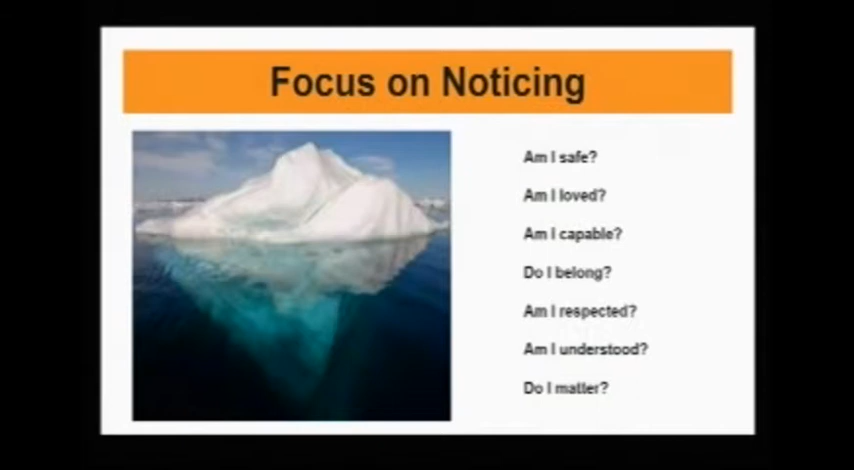 Focus on Noticing
Am I safe?
Am I loved?
Am I capable?
Do I belong?
Am I respected?
Am I understood?
Do I matter?